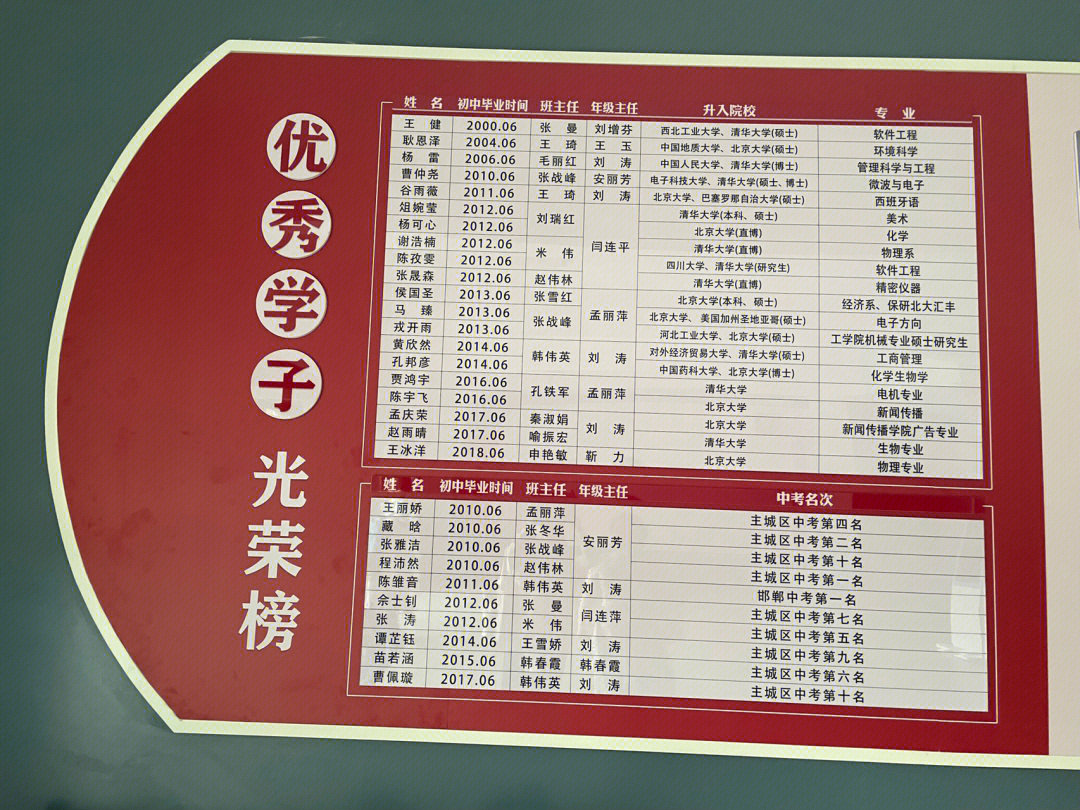 优秀学子光荣榜
姓 名 初中毕业时间 班主任 年级主任 升入院校 专 业
王 健 2000.06 张 曼 刘增芬 西北工业大学、清华大学(硕士) 软件工程
耿恩泽 2004.06 王 琦 王 玉 中国地质大学、北京大学(硕士) 环境科学
杨 雷 2006.06 毛丽红 刘 涛 中国人民大学、清华大学(博士) 管理科学与工程
曹仲尧 2010.06 张战峰 安丽芳 电子科技大学、清华大学(硕士、博士) 微波与电子
谷雨薇 2011.06 王 琦 刘 涛 北京大学、巴塞罗那自治大学(硕士) 西班牙语
俎婉莹 2012.06 刘瑞红 闫连平 清华大学(本科、硕士) 美术
杨可心 2012.06 北京大学(直博) 化学
谢浩楠 2012.06 米 伟 清华大学(直博) 物理系
陈孜雯 2012.06 四川大学、清华大学(研究生) 软件工程
张晟森 2012.06 赵伟林 清华大学(直博) 精密仪器
侯国圣 2013.06 张雪红 孟丽萍 北京大学(本科、硕士) 经济系、保研北大汇丰
马 臻 2013.06 张战峰 北京大学、美国加州圣地亚哥(硕士) 电子方向
戎开雨 2013.06 河北工业大学、北京大学(硕士) 工学院机械专业硕士研究生
黄欣然 2014.06 韩伟英 刘 涛 对外经济贸易大学、清华大学(硕士) 工商管理
孔邦彦 2014.06 中国药科大学、北京大学(博士) 化学生物学
贾鸿宇 2016.06 孔铁军 孟丽萍 清华大学 电机专业
陈宇飞 2016.06 北京大学 新闻传播
孟庆荣 2017.06 秦淑娟 刘 涛 北京大学 新闻传播学院广告专业
赵雨晴 2017.06 喻振宏 清华大学 生物专业
王冰洋 2018.06 申艳敏 靳 力 北京大学 物理专业
姓 名 初中毕业时间 班主任 年级主任 中考名次
王丽娇 2010.06 孟丽萍 安丽芳 主城区中考第四名
藏 晗 2010.06 张冬华 主城区中考第二名
张雅洁 2010.06 张战峰 主城区中考第十名
程沛然 2010.06 赵伟林 主城区中考第一名
陈雏音 2011.06 韩伟英 刘 涛 邯郸中考第一名
佘士钊 2012.06 张 曼 闫连萍 主城区中考第七名
张 涛 2012.06 米 伟 主城区中考第五名
谭芷钰 2014.06 王雪娇 刘 涛 主城区中考第九名
苗若涵 2015.06 韩春霞 韩春霞 主城区中考第六名
曹佩璇 2017.06 韩伟英 刘 涛 主城区中考第十名